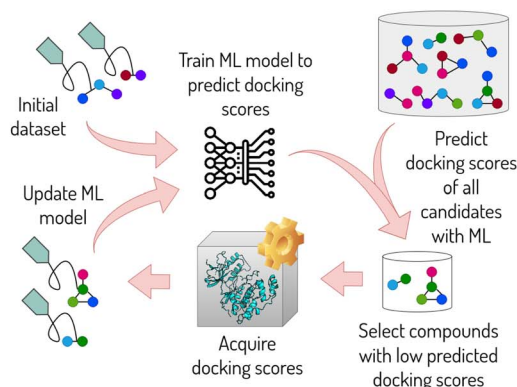 Initial
dataset
Train ML model to
predict docking
scores
Predict
docking scores
of all
candidates
with ML
Select compounds
with low predicted
docking scores
Acquire
docking scores
Update ML
model